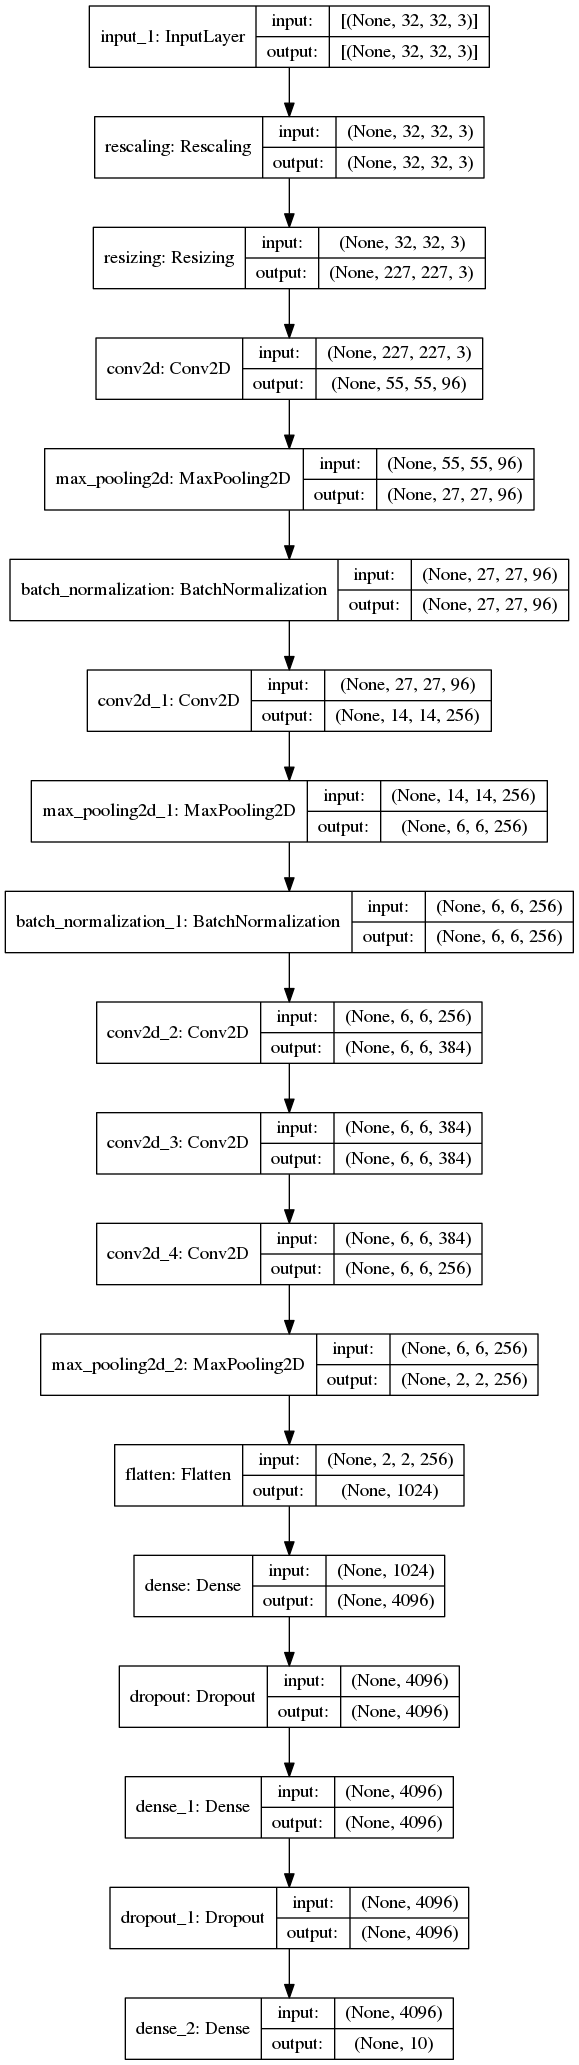 input_1: InputLayer
input:
[(None, 32, 32, 3)]
output:
[(None, 32, 32, 3)]
rescaling: Rescaling
input:
(None, 32, 32, 3)
output:
(None, 32, 32, 3)
resizing: Resizing
input:
(None, 32, 32, 3)
output:
(None, 227, 227, 3)
conv2d: Conv2D
input:
(None, 227, 227, 3)
output:
(None, 55, 55, 96)
max_pooling2d: MaxPooling2D
input:
(None, 55, 55, 96)
output:
(None, 27, 27, 96)
batch_normalization: BatchNormalization
input:
(None, 27, 27, 96)
output:
(None, 27, 27, 96)
conv2d_1: Conv2D
input:
(None, 27, 27, 96)
output:
(None, 14, 14, 256)
max_pooling2d_1: MaxPooling2D
input:
(None, 14, 14, 256)
output:
(None, 6, 6, 256)
batch_normalization_1: BatchNormalization
input:
(None, 6, 6, 256)
output:
(None, 6, 6, 256)
conv2d_2: Conv2D
input:
(None, 6, 6, 256)
output:
(None, 6, 6, 384)
conv2d_3: Conv2D
input:
(None, 6, 6, 384)
output:
(None, 6, 6, 384)
conv2d_4: Conv2D
input:
(None, 6, 6, 384)
output:
(None, 6, 6, 256)
max_pooling2d_2: MaxPooling2D
input:
(None, 6, 6, 256)
output:
(None, 2, 2, 256)
flatten: Flatten
input:
(None, 2, 2, 256)
output:
(None, 1024)
dense: Dense
input:
(None, 1024)
output:
(None, 4096)
dropout: Dropout
input:
(None, 4096)
output:
(None, 4096)
dense_1: Dense
input:
(None, 4096)
output:
(None, 4096)
dropout_1: Dropout
input:
(None, 4096)
output:
(None, 4096)
dense_2: Dense
input:
(None, 4096)
output:
(None, 10)